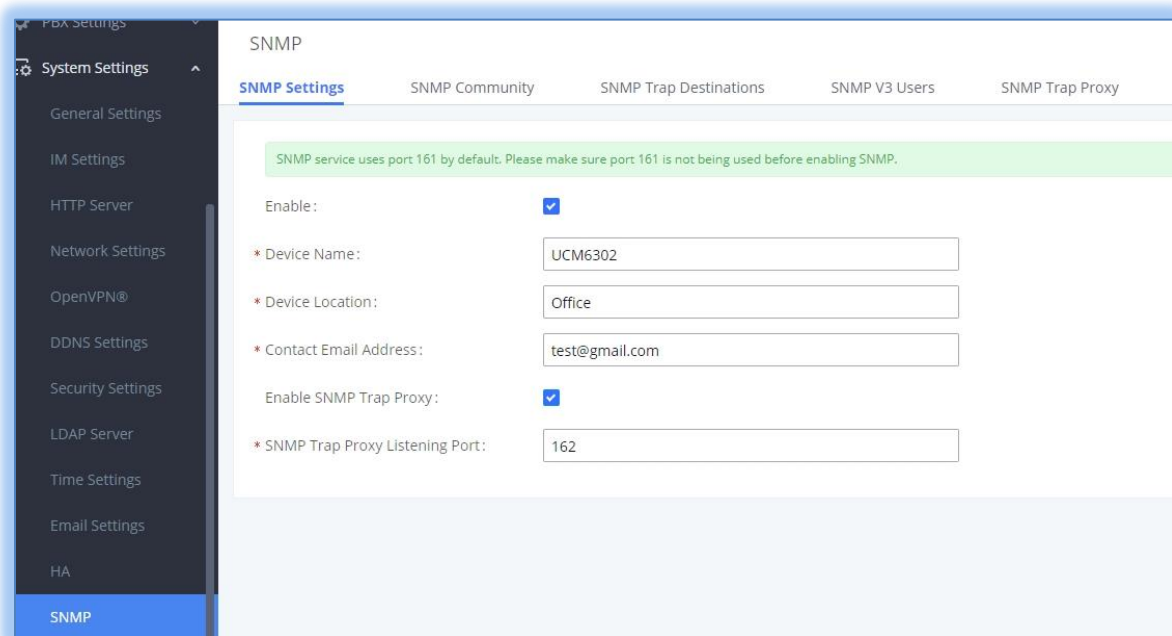 PBX Settings
System Settings
General Settings
IM Settings
HTTP Server
Network Settings
OpenVPN®
DDNS Settings
Security Settings
LDAP Server
Time Settings
Email Settings
HA
SNMP
SNMP
SNMP Settings SNMP Community SNMP Trap Destinations SNMP V3 Users SNMP Trap Proxy
SNMP service uses port 161 by default. Please make sure port 161 is not being used before enabling SNMP.
Enable:
* Device Name: UCM6302
* Device Location: Office
* Contact Email Address: test@gmail.com
Enable SNMP Trap Proxy:
* SNMP Trap Proxy Listening Port: 162